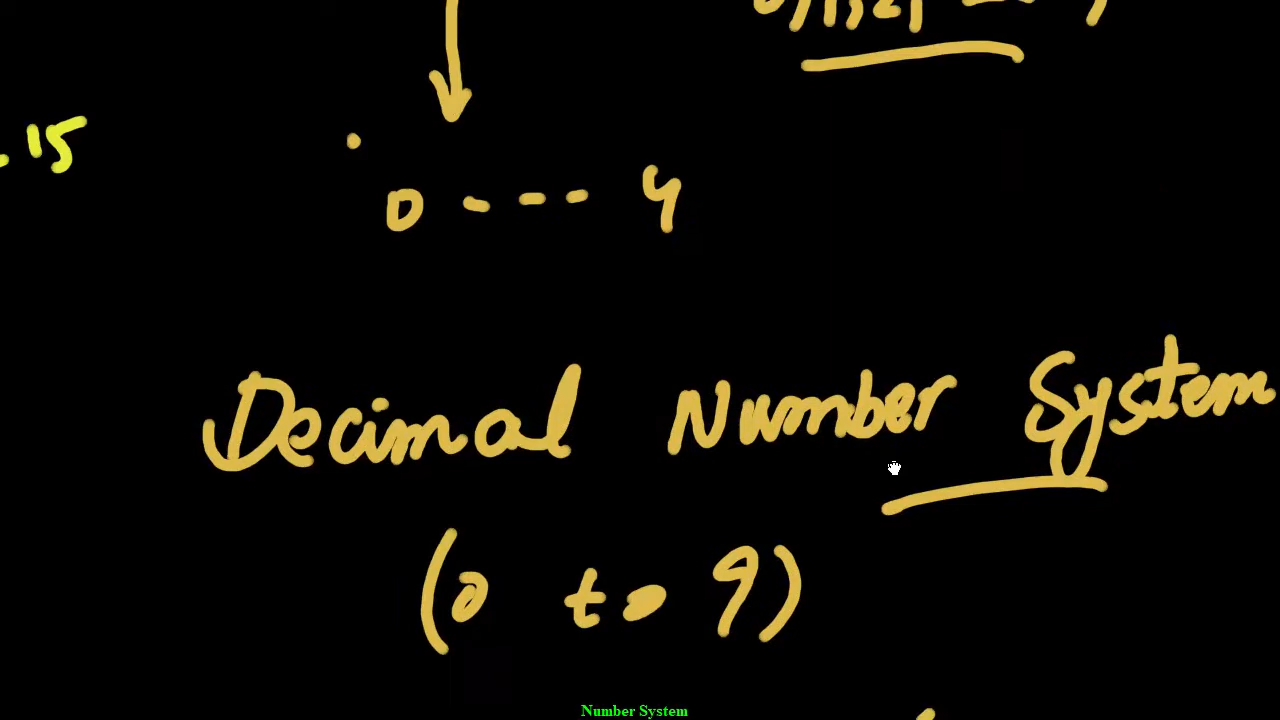 15
0 - - - 4
Decimal Number System
(0 to 9)
Number System